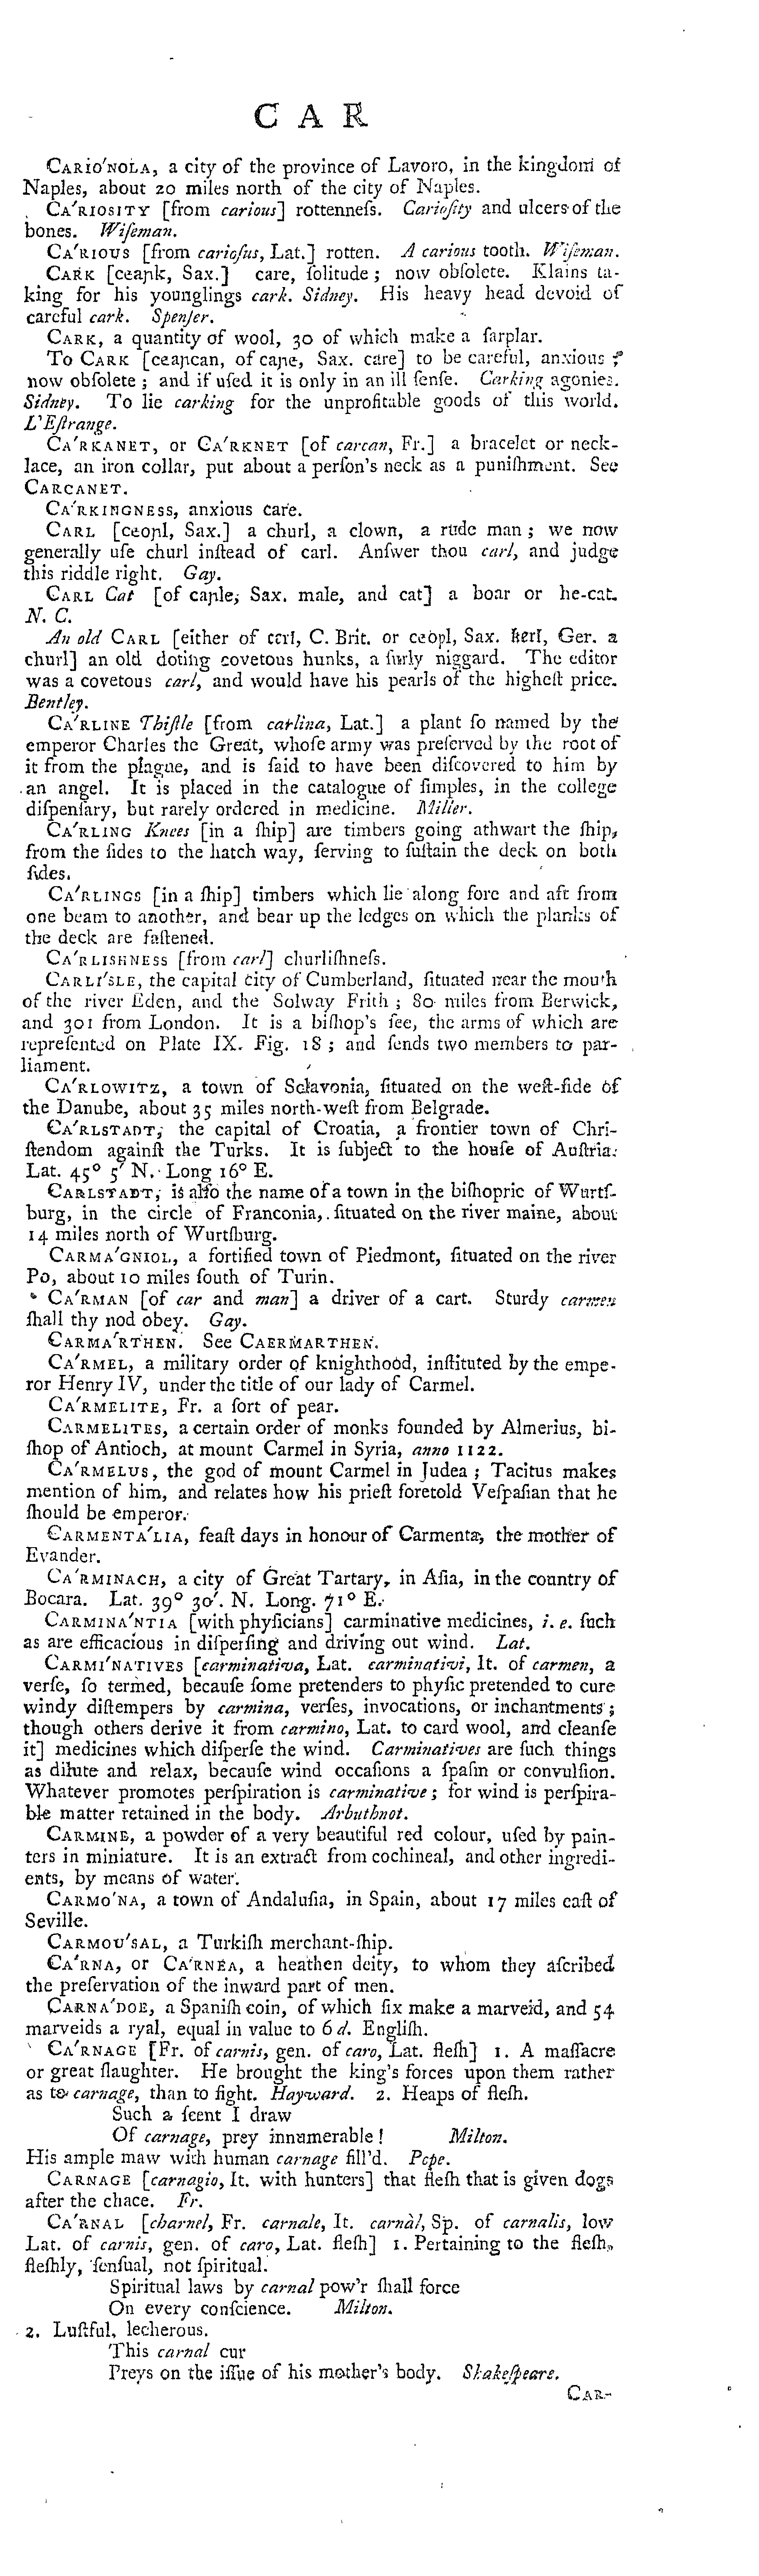 C A R
CARIO'NOLA, a city of the province of Lavoro, in the kingdom of
Naples, about 20 miles north of the city of Naples.
CA'RIOSITY [from carious] rottenneſs. Carioſity and ulcers of the
bones. Wiſeman.
CA'RIOUS [from carioſus, Lat.] rotten. A carious tooth. Wiſeman.
CARK [ceaꞃk, Sax.] care, ſolitude; now obſolete. Klains ta-
king for his younglings cark. Sidney. His heavy head devoid of
careful cark. Spenſer.
CARK, a quantity of wool, 30 of which make a ſarplar.
To CARK [ceaꞃcan, of caꞃe, Sax. care] to be careful, anxious;
now obſolete; and if uſed it is only in an ill ſenſe. Carking agonies.
Sidney. To lie carking for the unprofitable goods of this world.
L'Eſtrange.
CA'RKANET, or CA'RKNET [of carcan, Fr.] a bracelet or neck-
lace, an iron collar, put about a perſon's neck as a puniſhment. See
CARCANET.
CA'RKINGNESS, anxious care.
CARL [ceoꞃl, Sax.] a churl, a clown, a rude man; we now
generally uſe churl inſtead of carl. Anſwer thou carl, and judge
this riddle right. Gay.
CARL Cat [of caꞃle, Sax. male, and cat] a boar or he-cat.
N. C.
An old CARL [either of cerl, C. Brit. or ceoꞃl, Sax. kerl, Ger. a
churl] an old doting covetous hunks, a ſurly niggard. The editor
was a covetous carl, and would have his pearls of the higheſt price.
Bentley.
CA'RLINE Thiſtle [from carlina, Lat.] a plant ſo named by the
emperor Charles the Great, whoſe army was preſerved by the root of
it from the plague, and is ſaid to have been diſcovered to him by
an angel. It is placed in the catalogue of ſimples, in the college
diſpenſary, but rarely ordered in medicine. Miller.
CA'RLING Knees [in a ſhip] are timbers going athwart the ſhip,
from the ſides to the hatch way, ſerving to ſuſtain the deck on both
ſides.
CA'RLINGS [in a ſhip] timbers which lie along fore and aft from
one beam to another, and bear up the ledges on which the planks of
the deck are faſtened.
CA'RLISHNESS [from carl] churliſhneſs.
CARLI'SLE, the capital city of Cumberland, ſituated near the mouth
of the river Eden, and the Solway Frith; 80 miles from Berwick,
and 301 from London. It is a biſhop's ſee, the arms of which are
repreſented on Plate IX. Fig. 18; and ſends two members to par-
liament.
CA'RLOWITZ, a town of Sclavonia, ſituated on the weſt-ſide of
the Danube, about 35 miles north-weſt from Belgrade.
CA'RLSTADT, the capital of Croatia, a frontier town of Chri-
ſtendom againſt the Turks. It is ſubject to the houſe of Auſtria.
Lat. 45° 5' N. Long 16° E.
CARLSTADT, is alſo the name of a town in the biſhopric of Wurtſ-
burg, in the circle of Franconia, ſituated on the river maine, about
14 miles north of Wurtſburg.
CARMA'GNIOL, a fortified town of Piedmont, ſituated on the river
Po, about 10 miles ſouth of Turin.
CA'RMAN [of car and man] a driver of a cart. Sturdy carmen
ſhall thy nod obey. Gay.
CARMA'RTHEN. See CAERMARTHEN.
CA'RMEL, a military order of knighthood, inſtituted by the empe-
ror Henry IV, under the title of our lady of Carmel.
CA'RMELITE, Fr. a ſort of pear.
CARMELITES, a certain order of monks founded by Almerius, bi-
ſhop of Antioch, at mount Carmel in Syria, anno 1122.
CA'RMELUS, the god of mount Carmel in Judea; Tacitus makes
mention of him, and relates how his prieſt foretold Veſpaſian that he
ſhould be emperor.
CARMENTA'LIA, feaſt days in honour of Carmenta, the mother of
Evander.
CA'RMINACH, a city of Great Tartary, in Aſia, in the country of
Bocara. Lat. 39° 30'. N. Long. 71° E.
CARMINA'NTIA [with phyſicians] carminative medicines, i. e. ſuch
as are efficacious in diſperſing and driving out wind. Lat.
CARMI'NATIVES [carminativa, Lat. carminativi, It. of carmen, a
verſe, ſo termed, becauſe ſome pretenders to phyſic pretended to cure
windy diſtempers by carmina, verſes, invocations, or inchantments;
though others derive it from carmino, Lat. to card wool, and cleanſe
it] medicines which diſperſe the wind. Carminatives are ſuch things
as dilute and relax, becauſe wind occaſions a ſpaſm or convulſion.
Whatever promotes perſpiration is carminative; for wind is perſpira-
ble matter retained in the body. Arbuthnot.
CARMINE, a powder of a very beautiful red colour, uſed by pain-
ters in miniature. It is an extract from cochineal, and other ingredi-
ents, by means of water.
CARMO'NA, a town of Andaluſia, in Spain, about 17 miles eaſt of
Seville.
CARMOU'SAL, a Turkiſh merchant-ſhip.
CA'RNA, or CA'RNEA, a heathen deity, to whom they aſcribed
the preſervation of the inward part of men.
CARNA'DOE, a Spaniſh coin, of which ſix make a marveid, and 54
marveids a ryal, equal in value to 6 d. Engliſh.
CA'RNAGE [Fr. of carnis, gen. of caro, Lat. fleſh] 1. A maſſacre
or great ſlaughter. He brought the king's forces upon them rather
as to carnage, than to fight. Hayward. 2. Heaps of fleſh.
Such a ſcent I draw
Of carnage, prey innumerable! Milton.
His ample maw with human carnage fill'd. Pope.
CARNAGE [carnagio, It. with hunters] that fleſh that is given dogs
after the chace. Fr.
CA'RNAL [charnel, Fr. carnale, It. carnàl, Sp. of carnalis, low
Lat. of carnis, gen. of caro, Lat. fleſh] 1. Pertaining to the fleſh,
fleſhly, ſenſual, not ſpiritual.
Spiritual laws by carnal pow'r ſhall force
On every conſcience. Milton.
2. Luſtful, lecherous.
This carnal cur
Preys on the iſſue of his mother's body. Shakeſpeare.
CAR-